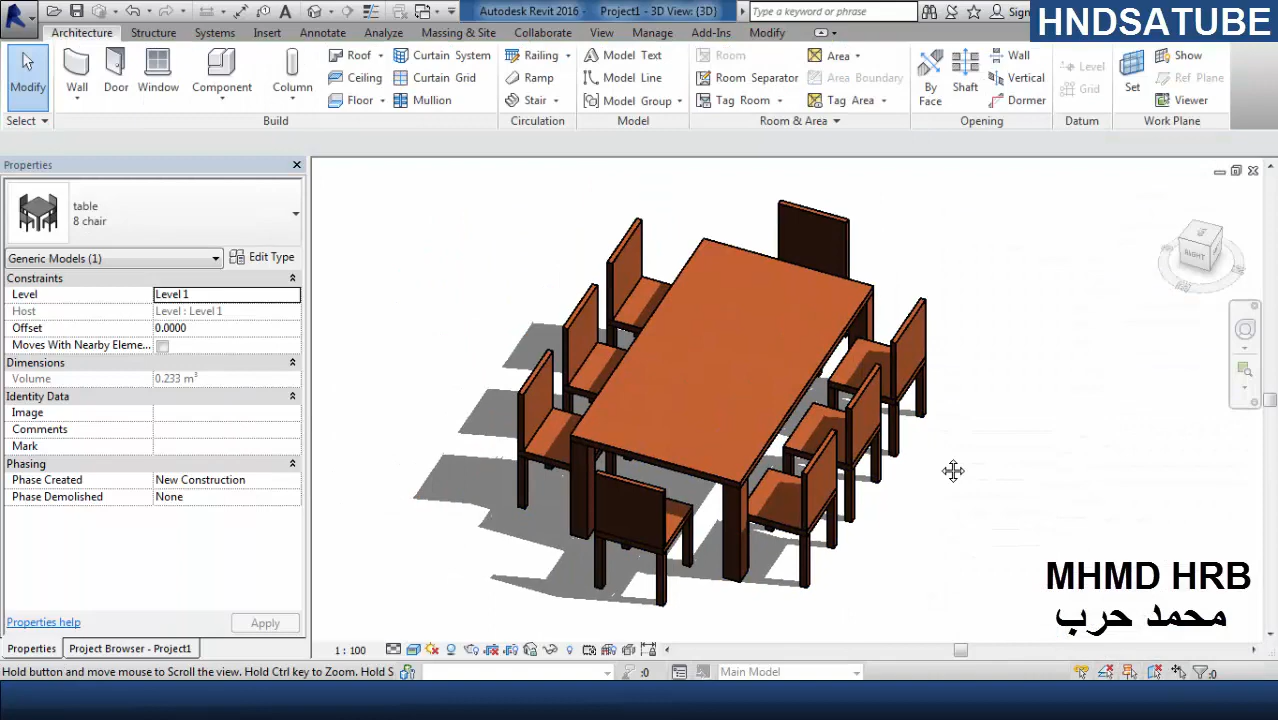 Autodesk Revit 2016 - Project1 - 3D View: {3D}
Type a keyword or phrase
Sign
HNDSATUBE
Architecture Structure Systems Insert Annotate Analyze Massing & Site Collaborate View Manage Add-Ins Modify
Modify
Wall
Door
Window
Component
Column
Roof
Ceiling
Floor
Curtain System
Curtain Grid
Mullion
Railing
Ramp
Stair
Model Text
Model Line
Model Group
Room
Room Separator
Tag Room
Area
Area Boundary
Tag Area
By
Face
Shaft
Wall
Vertical
Dormer
Level
Grid
Set
Show
Ref Plane
Viewer
Select Build Circulation Model Room & Area Opening Datum Work Plane
Properties
table
8 chair
Generic Models (1) Edit Type
Constraints
Level Level 1
Host Level : Level 1
Offset 0.0000
Moves With Nearby Eleme...
Dimensions
Volume 0.233 m³
Identity Data
Image
Comments
Mark
Phasing
Phase Created New Construction
Phase Demolished None
RIGHT
MHMD HRB
محمد حرب
Properties help Apply
Properties Project Browser - Project1
1 : 100
Hold button and move mouse to Scroll the view. Hold Ctrl key to Zoom. Hold S
:0
Main Model
:0